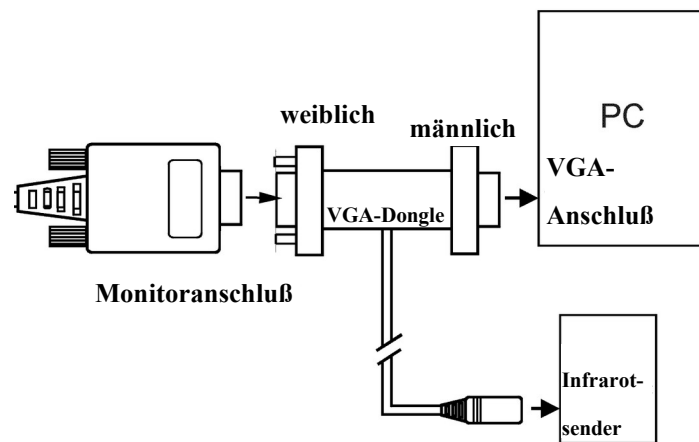 weiblich
männlich
PC
VGA-
Anschluß
VGA-Dongle
Monitoranschluß
Infrarot-
sender